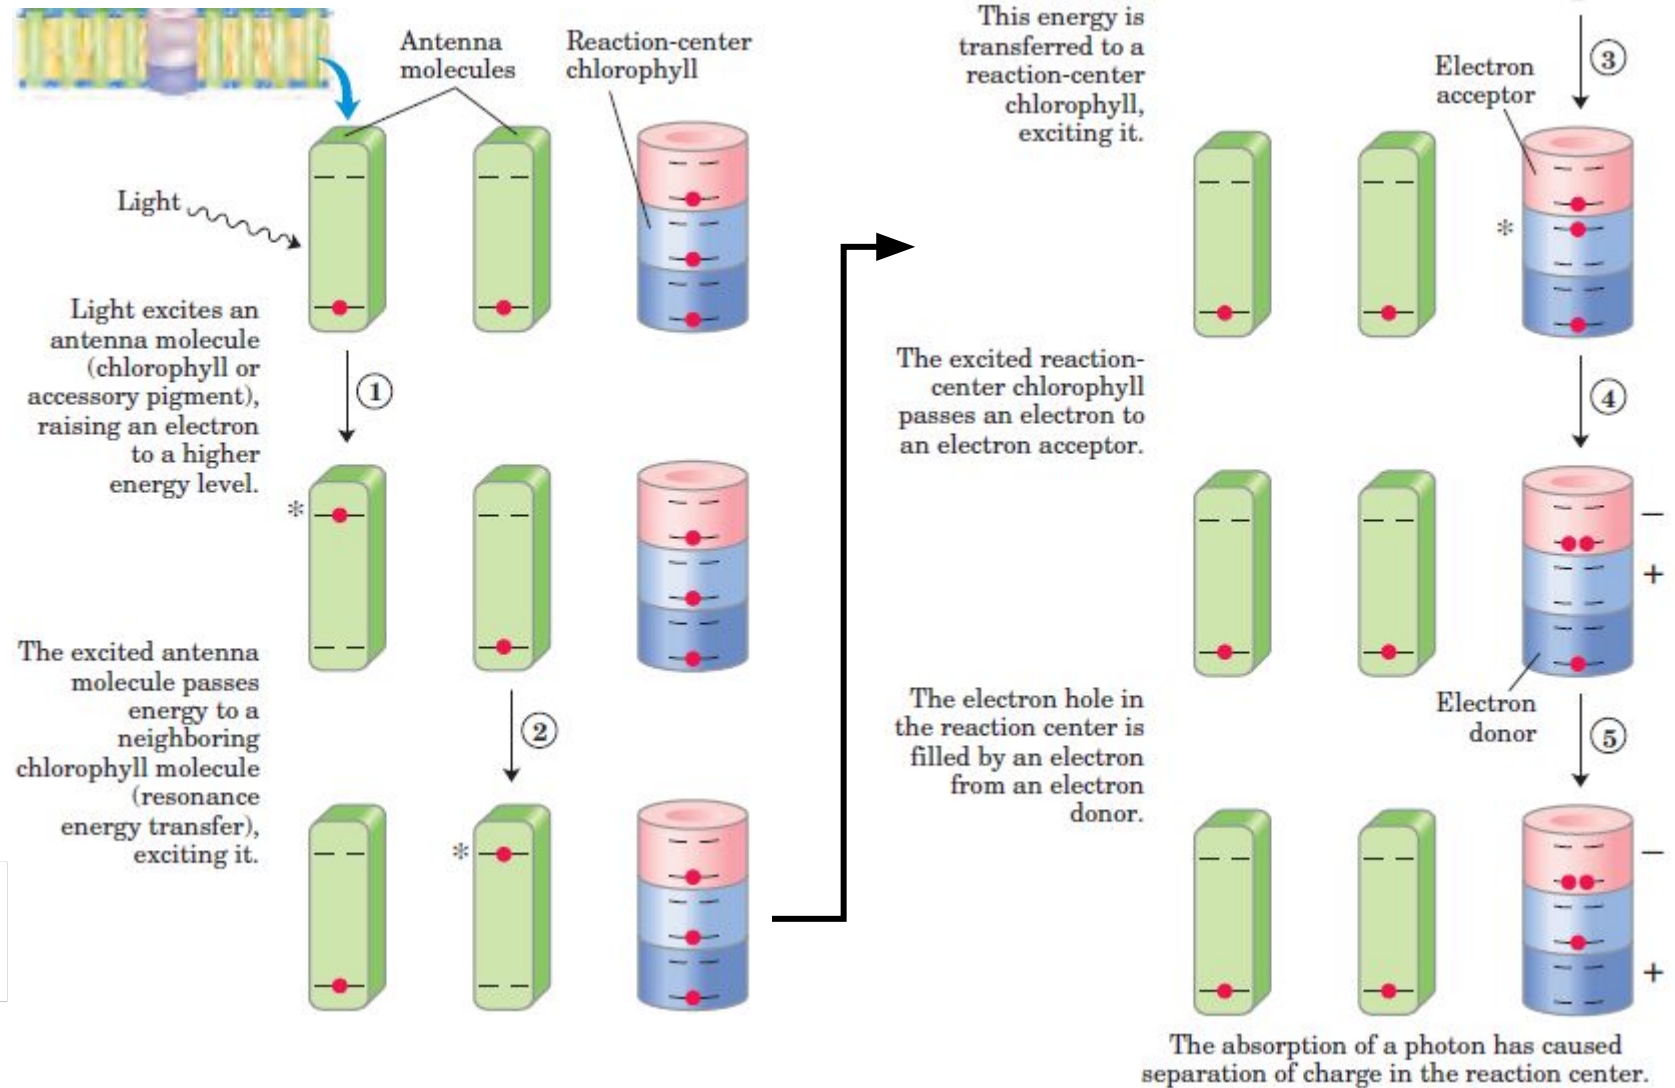 Antenna
molecules
Reaction-center
chlorophyll
Light
Light excites an
antenna molecule
(chlorophyll or
accessory pigment),
raising an electron
to a higher
energy level.
1
*
The excited antenna
molecule passes
energy to a
neighboring
chlorophyll molecule
(resonance
energy transfer),
exciting it.
2
*
This energy is
transferred to a
reaction-center
chlorophyll,
exciting it.
3
Electron
acceptor
*
The excited reaction-
center chlorophyll
passes an electron to
an electron acceptor.
4
–
+
Electron
donor
The electron hole in
the reaction center is
filled by an electron
from an electron
donor.
5
–
+
The absorption of a photon has caused
separation of charge in the reaction center.